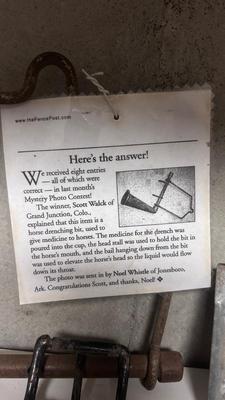 www.HalFencePost.com
Here's the answer!
We received eight entries
— all of which were
correct — in last month's
Mystery Photo Contest!
The winner, Scott Walck of
Grand Junction, Colo.,
explained that this item is a
horse drenching bit, used to
give medicine to horses. The medicine for the drench was
poured into the cup, the head stall was used to hold the bit in
the horse's mouth, and the bail hanging down from the bit
was used to elevate the horse's head so the liquid would flow
down its throat.
The photo was sent in by Noel Whistle of Jonesboro,
Ark. Congratulations Scott, and thanks, Noel! ❖